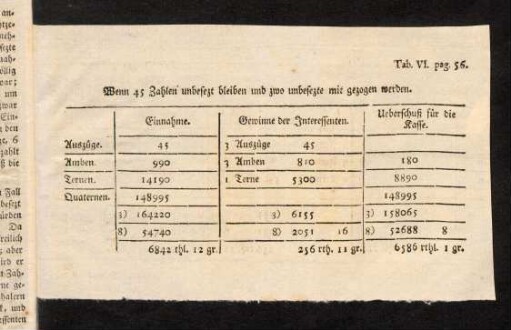 Tab. VI. pag. 56.
Wenn 45 Zahlen unbesezt bleiben und zwo unbesezte mit gezogen werden.
Einnahme. Gewinne der Interessenten. Ueberschuß für die Kasse.
Auszüge. 45 3 Auszüge 45
Amben. 990 3 Amben 810 180
Ternen. 14190 1 Terne 5300 8890
Quaternen. 148995 148995
3) 164220 3) 6155 3) 158065
8) 54740 8) 2051 16 8) 52688 8
6842 thl. 12 gr. 256 rth. 11 gr. 6586 rthl. 1 gr.